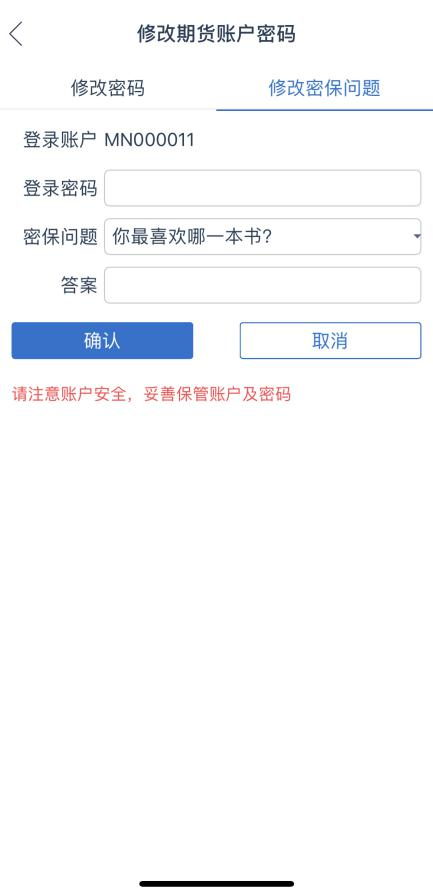 修改期货账户密码
修改密码 修改密保问题
登录账户 MN000011
登录密码
密保问题 你最喜欢哪一本书?
答案
确认 取消
请注意账户安全，妥善保管账户及密码